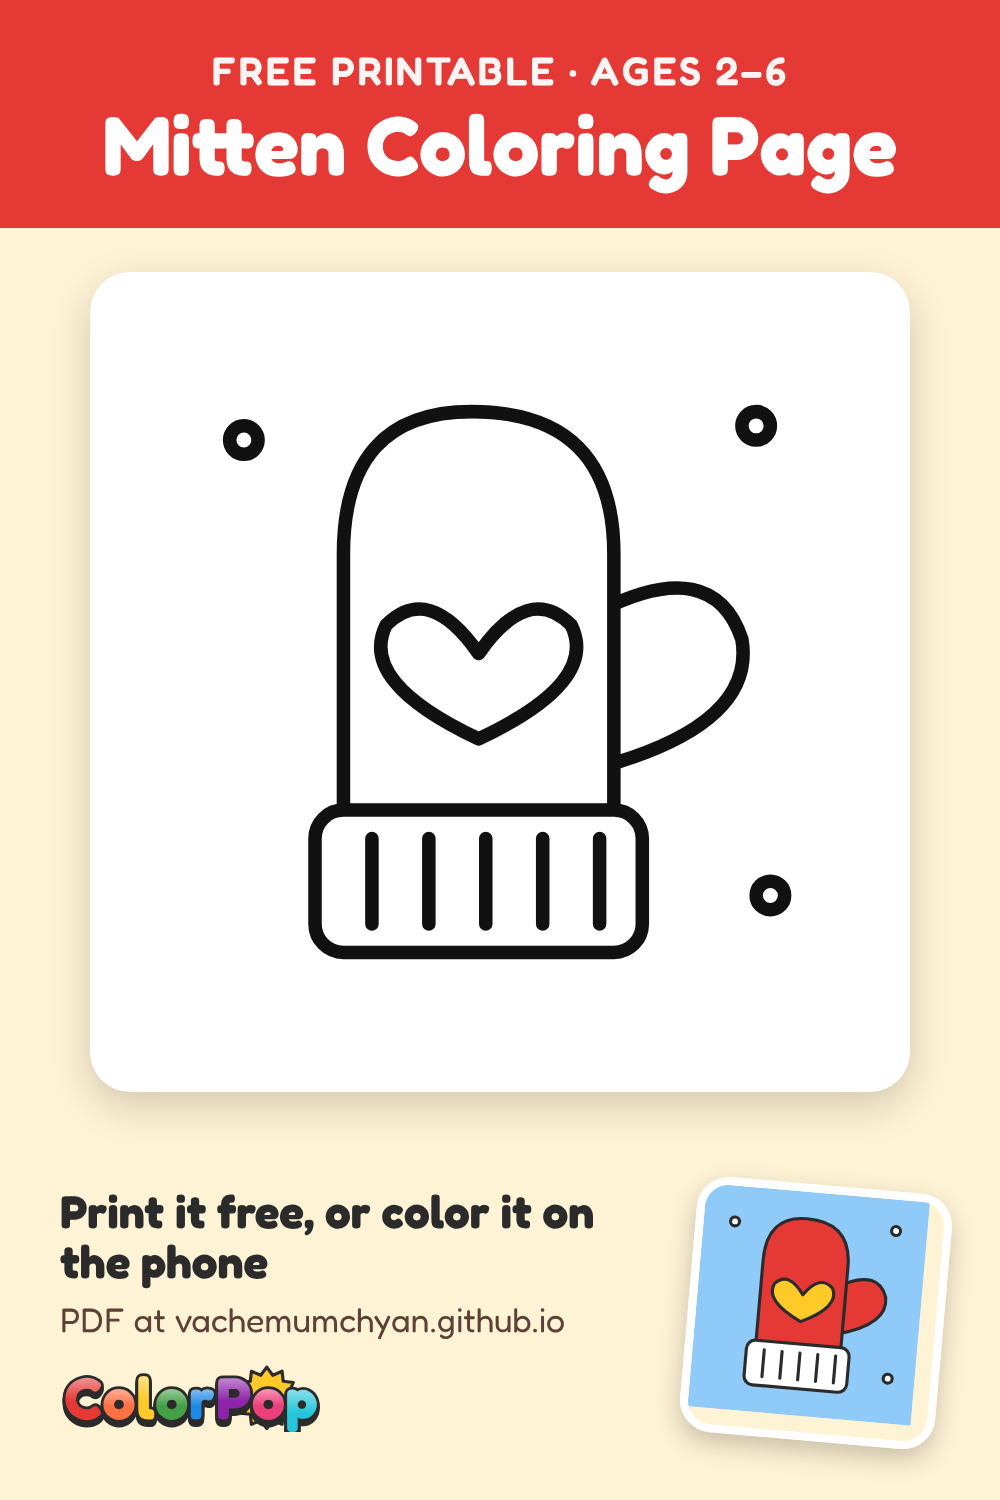 FREE PRINTABLE · AGES 2–6
Mitten Coloring Page
Print it free, or color it on
the phone
PDF at vachemumchyan.github.io
ColorPop